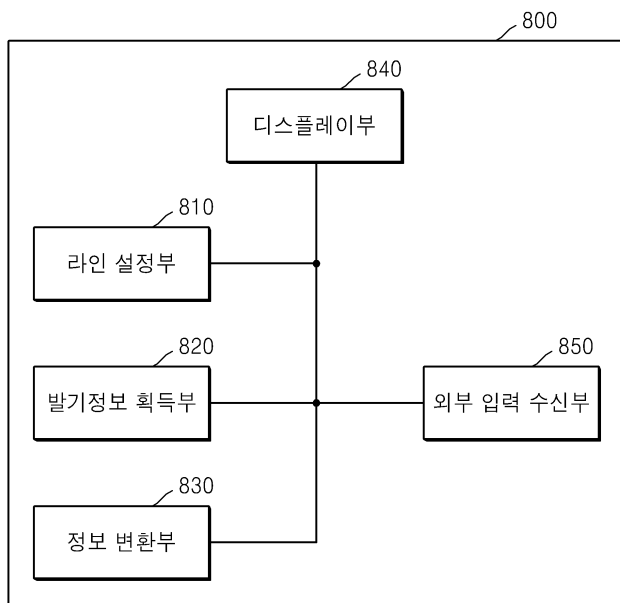 800
840
디스플레이부
810
라인 설정부
820
발기정보 획득부
850
외부 입력 수신부
830
정보 변환부